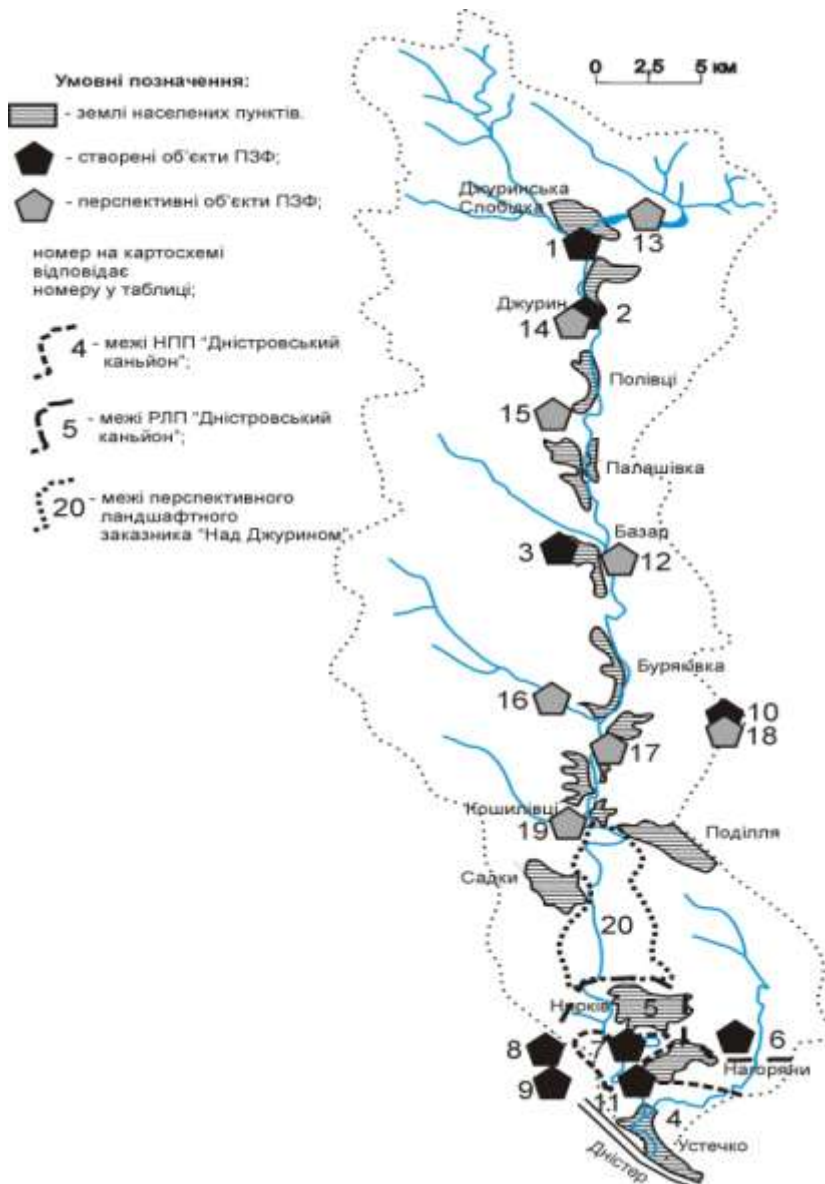 Умовні позначення:
- землі населених пунктів.
- створені об'єкти ПЗФ;
- перспективні об'єкти ПЗФ;
номер на картосхемі
відповідає
номеру у таблиці;
4 - межі НПП "Дністровський
каньйон";
5 - межі РЛП "Дністровський
каньйон";
20 - межі перспективного
ландшафтного
заказника "Над Джурином"
0 2,5 5 км
Джуринська
Слобідка
13
1
Джурин
2
14
Полівці
15
Палашівка
Базар
3
12
Буряківка
16
10
18
17
Кошилівці
19
Поділля
Садки
20
Нирків
5
8
7
6
Нагоряни
9
11
4
Устечко
Дністер